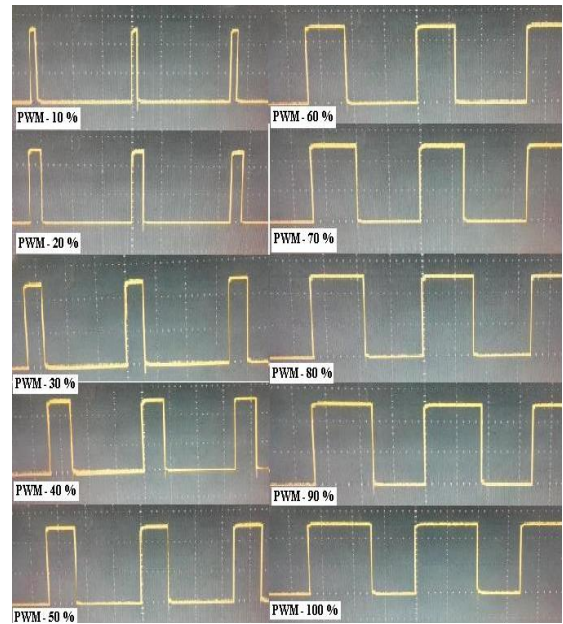 PWM - 10 %
PWM - 20 %
PWM - 30 %
PWM - 40 %
PWM - 50 %
PWM - 60 %
PWM - 70 %
PWM - 80 %
PWM - 90 %
PWM - 100 %